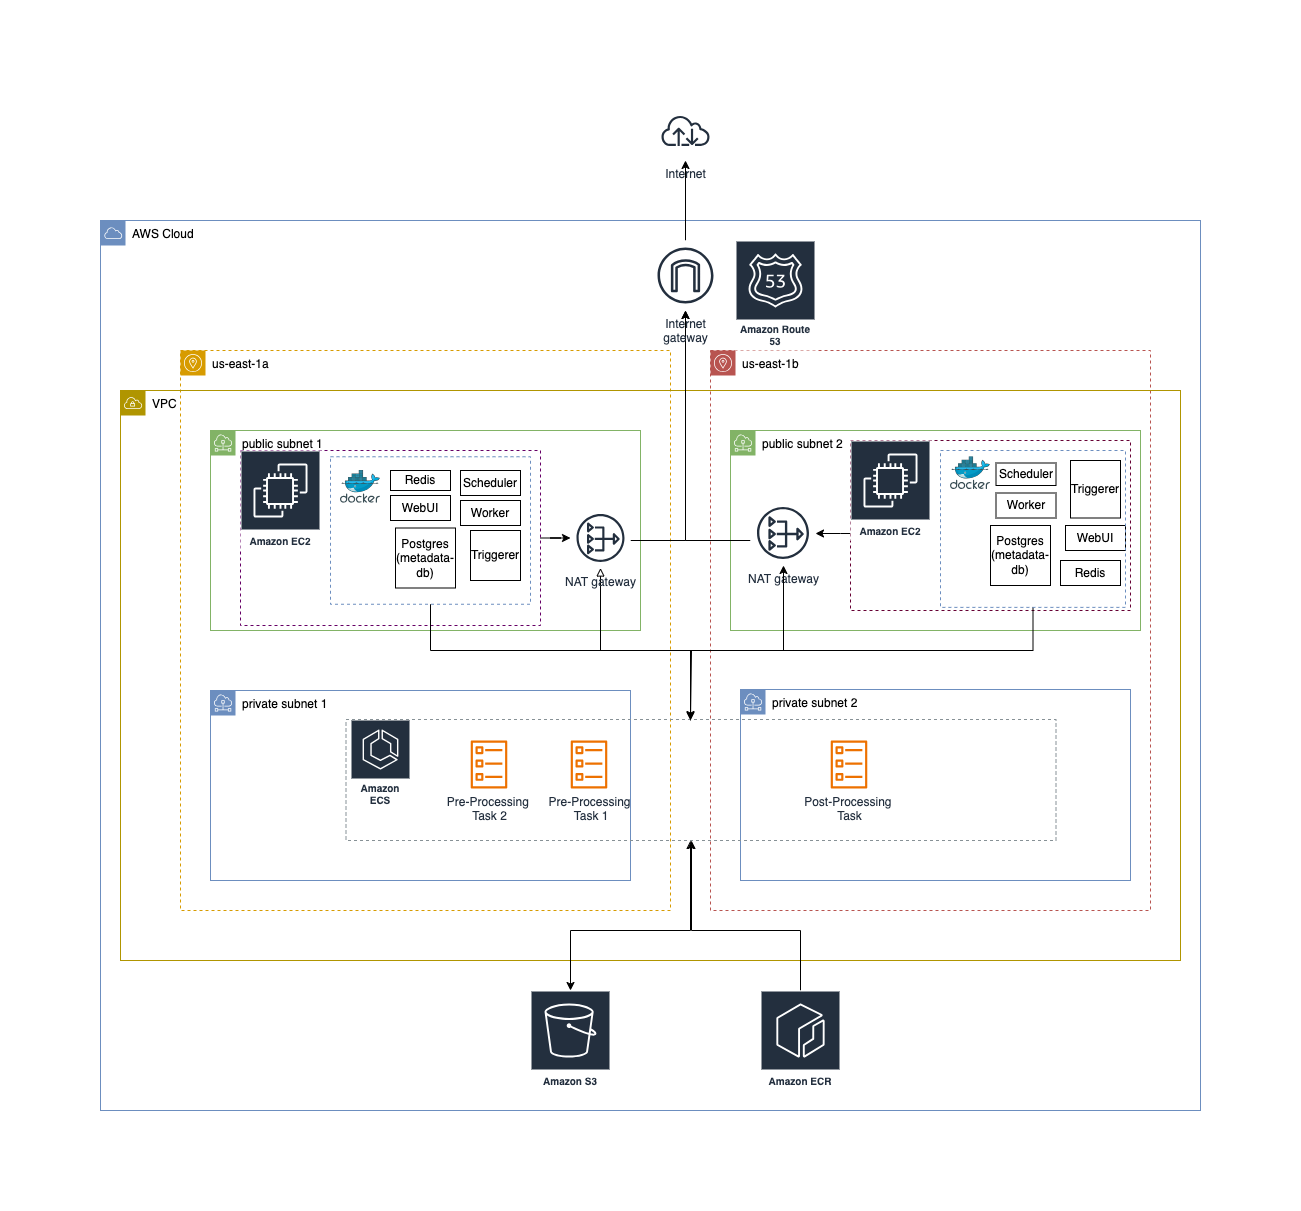 Internet
AWS Cloud
53
Internet
gateway
Amazon Route
53
us-east-1a
us-east-1b
VPC
public subnet 1
docker
Redis
WebUI
Postgres
(metadata-
db)
Scheduler
Worker
Triggerer
Amazon EC2
NAT gateway
public subnet 2
Amazon EC2
docker
Scheduler
Worker
Postgres
(metadata-
db)
Triggerer
WebUI
Redis
NAT gateway
private subnet 1
Amazon
ECS
Pre-Processing
Task 2
Pre-Processing
Task 1
private subnet 2
Post-Processing
Task
Amazon S3
Amazon ECR